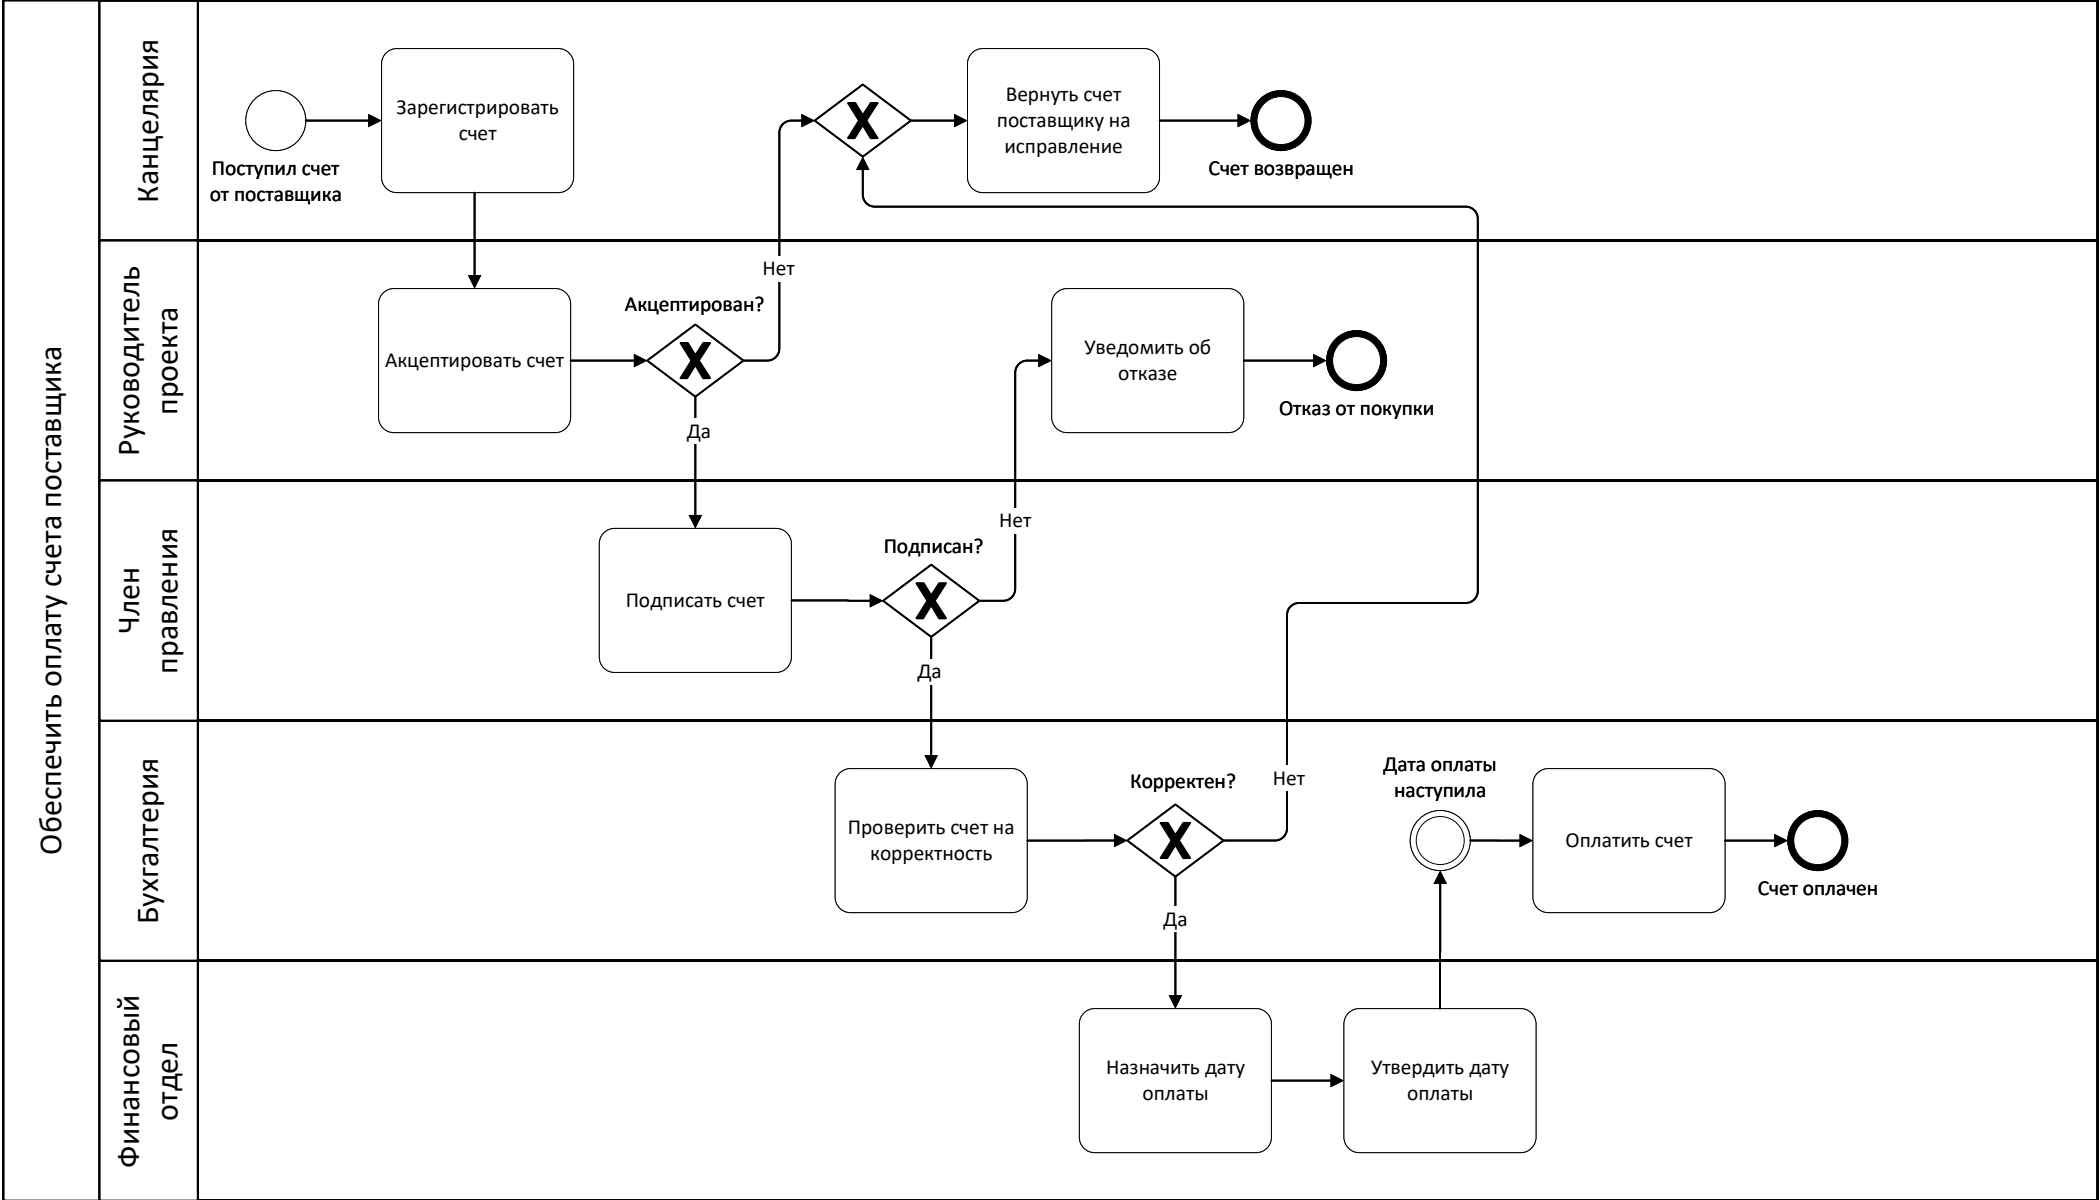 Обеспечить оплату счета поставщика
Канцелярия
Поступил счет
от поставщика
Зарегистрировать
счет
Вернуть счет
поставщику на
исправление
Счет возвращен
Руководитель
проекта
Акцептировать счет
Акцептирован?
Нет
Да
Уведомить об
отказе
Отказ от покупки
Член
правления
Подписать счет
Подписан?
Нет
Да
Бухгалтерия
Проверить счет на
корректность
Корректен?
Нет
Да
Дата оплаты
наступила
Оплатить счет
Счет оплачен
Финансовый
отдел
Назначить дату
оплаты
Утвердить дату
оплаты